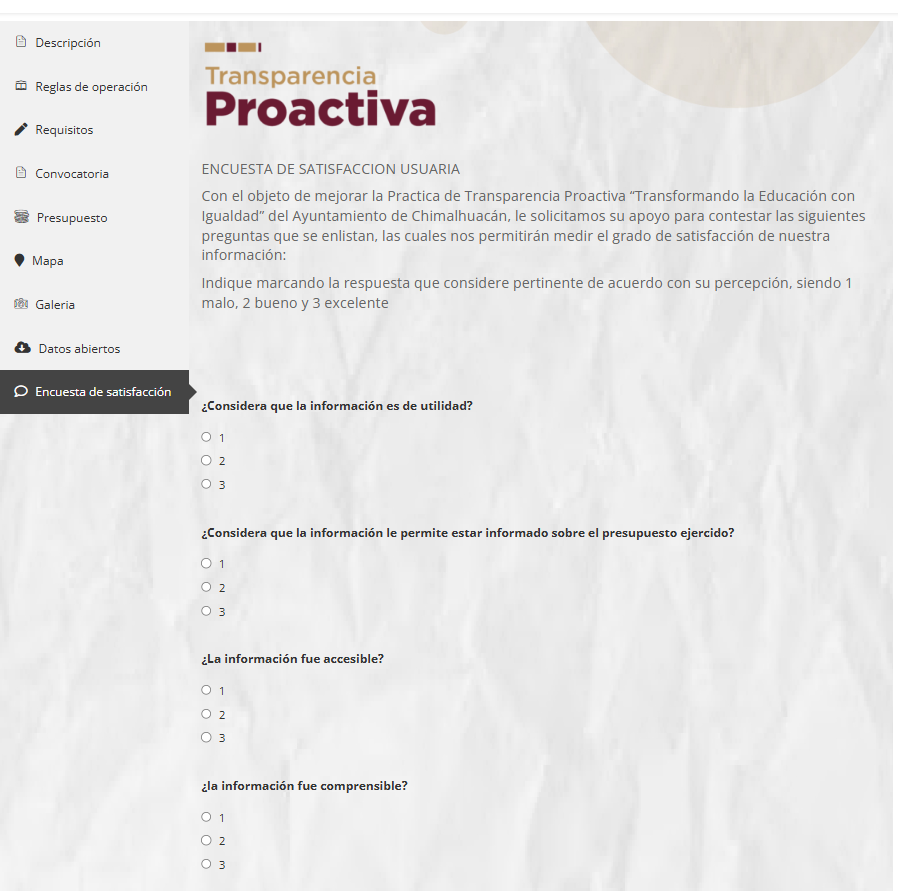 Descripción
Reglas de operación
Requisitos
Convocatoria
Presupuesto
Mapa
Galeria
Datos abiertos
Encuesta de satisfacción
Transparencia
Proactiva
ENCUESTA DE SATISFACCION USUARIA
Con el objeto de mejorar la Practica de Transparencia Proactiva "Transformando la Educación con
Igualdad" del Ayuntamiento de Chimalhuacán, le solicitamos su apoyo para contestar las siguientes
preguntas que se enlistan, las cuales nos permitirán medir el grado de satisfacción de nuestra
información:
Indique marcando la respuesta que considere pertinente de acuerdo con su percepción, siendo 1
malo, 2 bueno y 3 excelente
¿Considera que la información es de utilidad?
1
2
3
¿Considera que la información le permite estar informado sobre el presupuesto ejercido?
1
2
3
¿La información fue accesible?
1
2
3
¿la información fue comprensible?
1
2
3